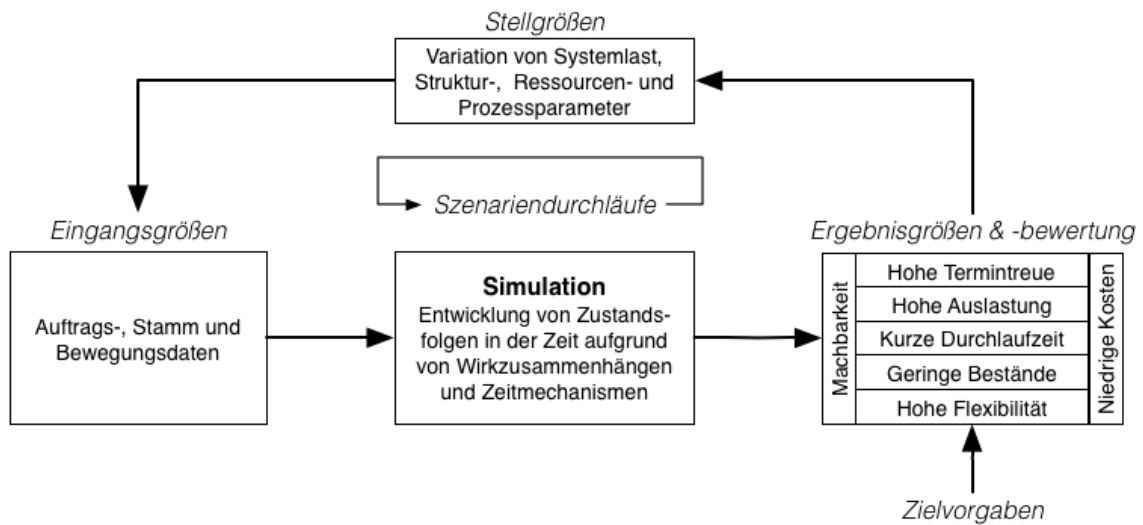 Stellgrößen
Variation von Systemlast,
Struktur-, Ressourcen- und
Prozessparameter
Szenariendurchläufe
Eingangsgrößen
Auftrags-, Stamm und
Bewegungsdaten
Simulation
Entwicklung von Zustands-
folgen in der Zeit aufgrund
von Wirkzusammenhängen
und Zeitmechanismen
Ergebnisgrößen & -bewertung
Machbarkeit
Hohe Termintreue
Hohe Auslastung
Kurze Durchlaufzeit
Geringe Bestände
Hohe Flexibilität
Niedrige Kosten
Zielvorgaben